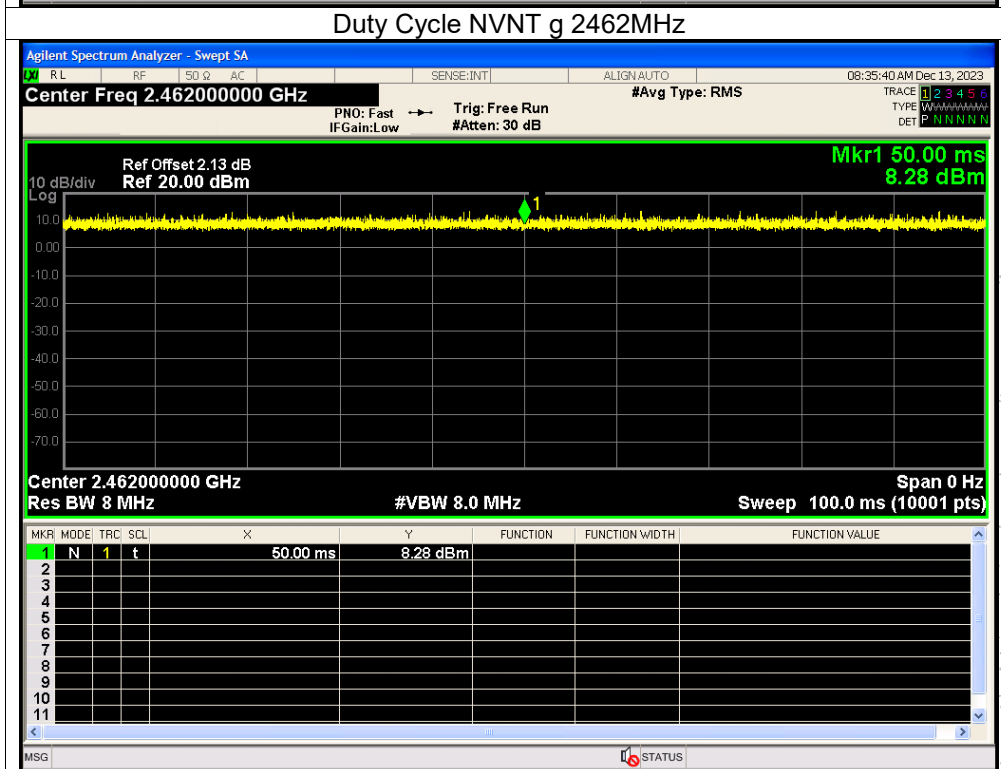 Duty Cycle NVNT g 2462MHz
Agilent Spectrum Analyzer - Swept SA
LXI RL RF 50 Ω AC SENSE:INT ALIGNAUTO 08:35:40 AM Dec 13, 2023
Center Freq 2.462000000 GHz #Avg Type: RMS TRACE 1 2 3 4 5 6
PNO: Fast Trig: Free Run TYPE WWWWWW
IFGain:Low #Atten: 30 dB DET P N N N N N
Mkr1 50.00 ms
Ref Offset 2.13 dB
10 dB/div Ref 20.00 dBm 8.28 dBm
Log
1
10.0
0.00
-10.0
-20.0
-30.0
-40.0
-50.0
-60.0
-70.0
Center 2.462000000 GHz Span 0 Hz
Res BW 8 MHz #VBW 8.0 MHz Sweep 100.0 ms (10001 pts)
MKR MODE TRC SCL X Y FUNCTION FUNCTION WIDTH FUNCTION VALUE
1 N 1 t 50.00 ms 8.28 dBm
2
3
4
5
6
7
8
9
10
11
MSG STATUS